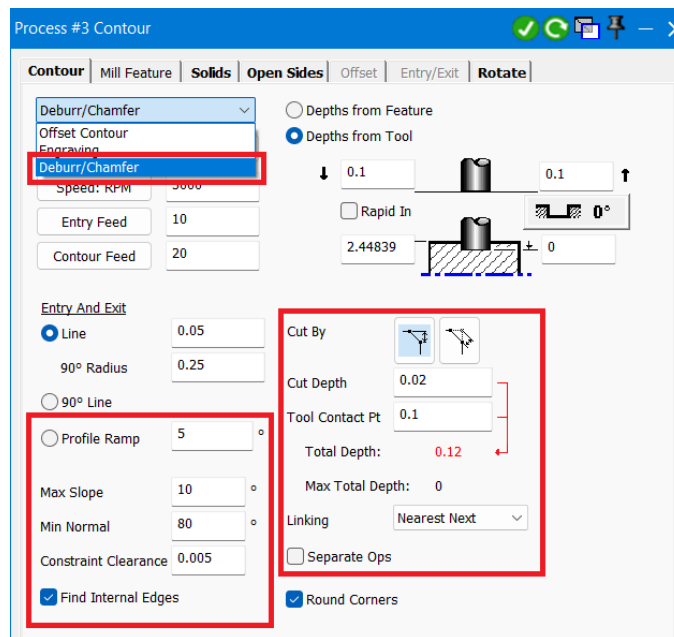 Process #3 Contour
Contour Mill Feature Solids Open Sides Offset Entry/Exit Rotate
Deburr/Chamfer
Offset Contour
Engraving
Deburr/Chamfer
Speed: RPM 5000
Entry Feed 10
Contour Feed 20
Depths from Feature
Depths from Tool
0.1 0.1
Rapid In 0°
2.44839 0
Entry And Exit
Line 0.05
90º Radius 0.25
90º Line
Profile Ramp 5 º
Max Slope 10 º
Min Normal 80 º
Constraint Clearance 0.005
Find Internal Edges
Cut By
Cut Depth 0.02
Tool Contact Pt 0.1
Total Depth: 0.12
Max Total Depth: 0
Linking Nearest Next
Separate Ops
Round Corners